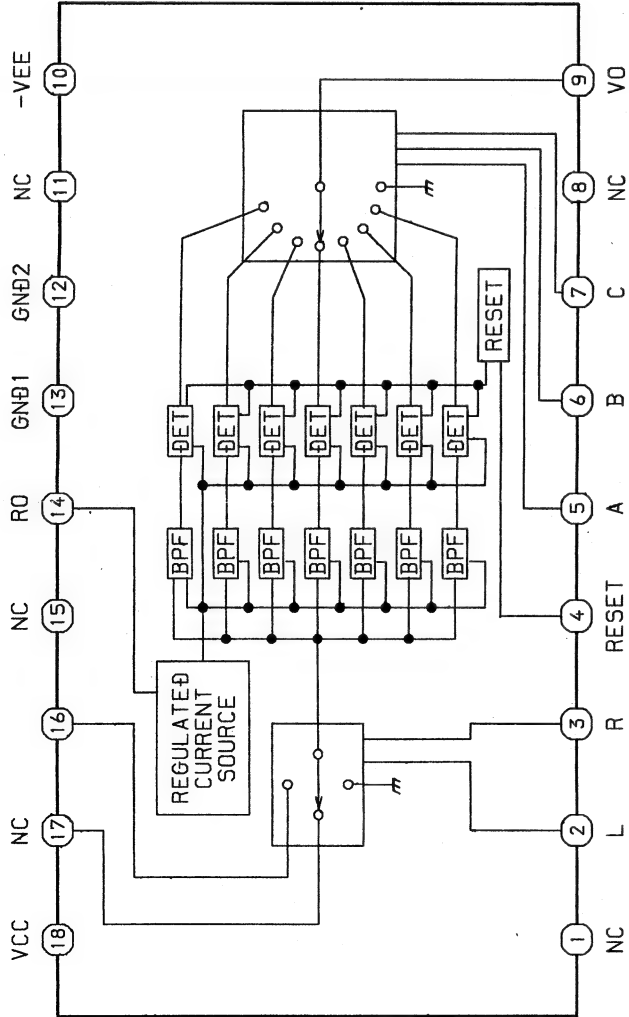 VCC NC NC RO GND1 GND2 NC -VEE
18 17 16 15 14 13 12 11 10
REGULATED
CURRENT
SOURCE
BPF DET
BPF DET
BPF DET
BPF DET
BPF DET
BPF DET
BPF DET
RESET
1 2 3 4 5 6 7 8 9
NC L R RESET A B C NC VO